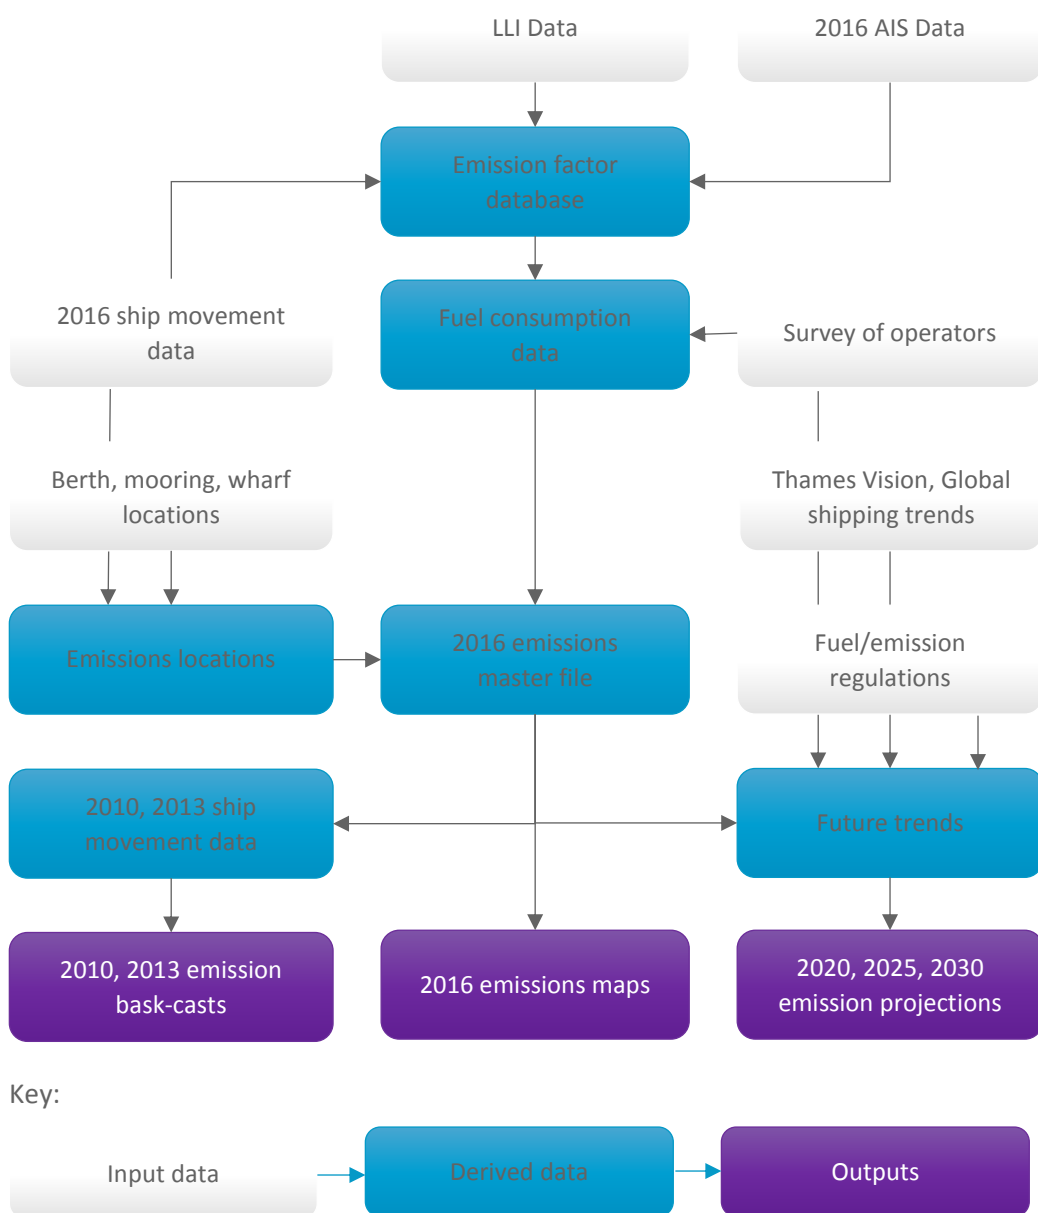 LLI Data
2016 AIS Data
Emission factor
database
2016 ship movement
data
Fuel consumption
data
Survey of operators
Berth, mooring, wharf
locations
Thames Vision, Global
shipping trends
Emissions locations
2016 emissions
master file
Fuel/emission
regulations
2010, 2013 ship
movement data
Future trends
2010, 2013 emission
bask-casts
2016 emissions maps
2020, 2025, 2030
emission projections
Key:
Input data
Derived data
Outputs